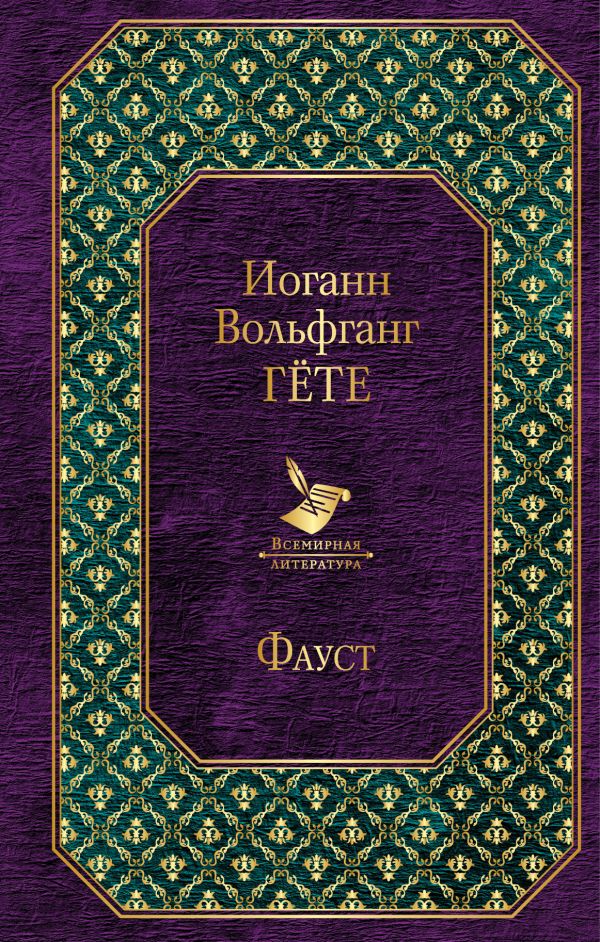 Иоганн
Вольфганг
ГЁТЕ
Всемирная
литература
Фауст